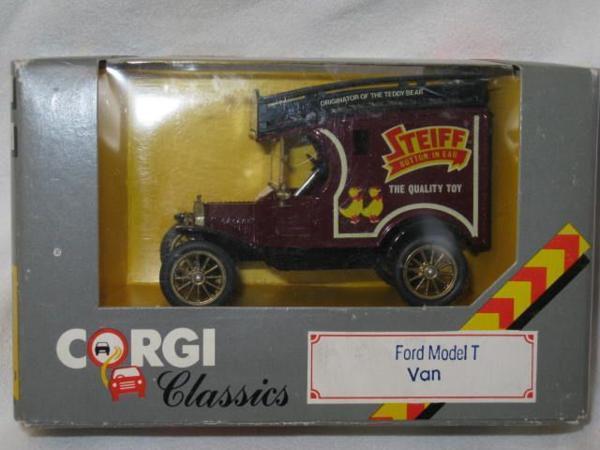 ORIGINATOR OF THE TEDDY BEAR
STEIFF
BUTTON IN EAR
THE QUALITY TOY
CORGI
Classics
Ford Model T
Van